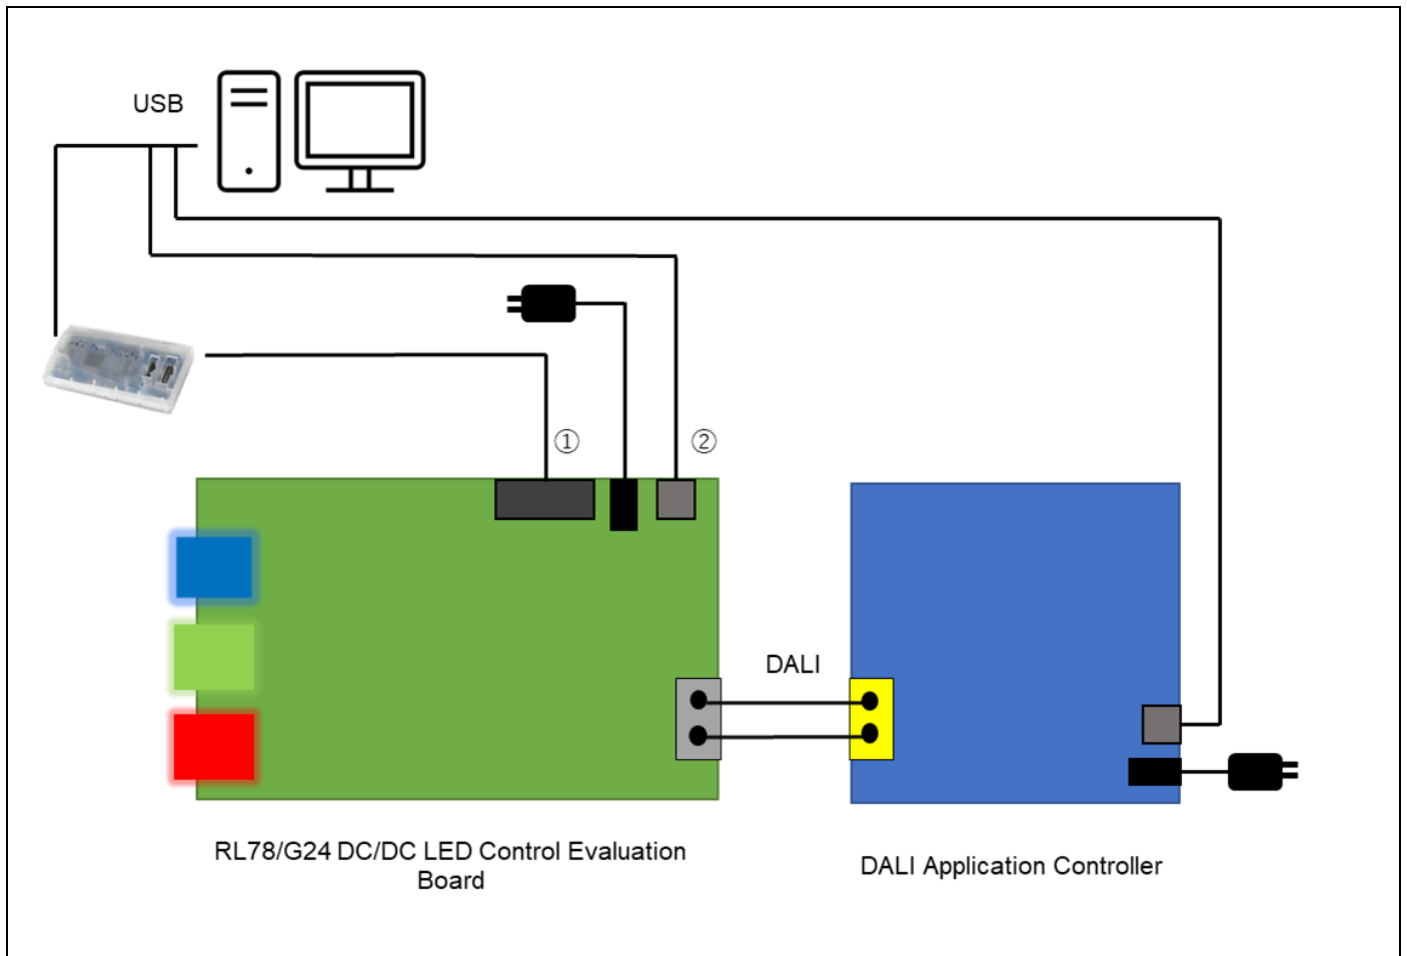 USB
①
②
DALI
RL78/G24 DC/DC LED Control Evaluation
Board
DALI Application Controller